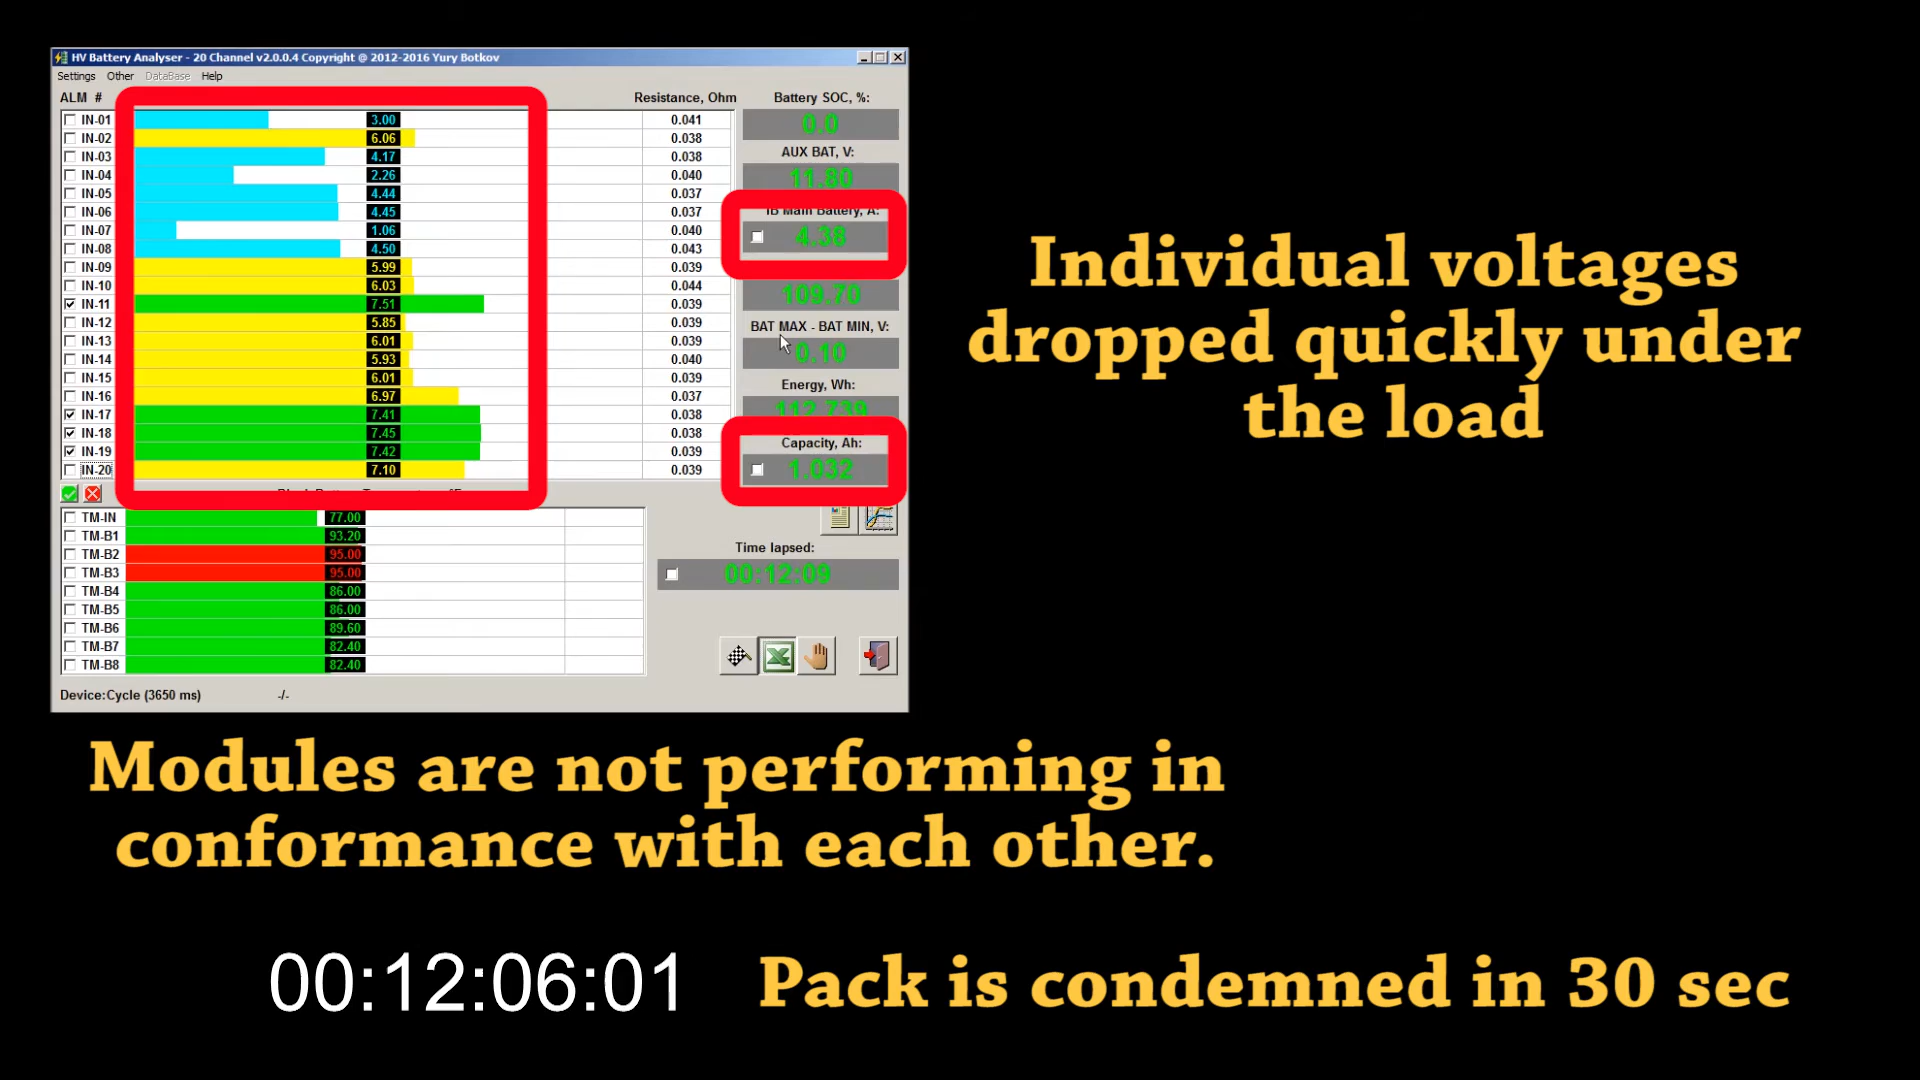 HV Battery Analyser - 20 Channel v2.0.0.4 Copyright @ 2012-2016 Yury Botkov
Settings Other DataBase Help
ALM # Resistance, Ohm Battery SOC, %:
IN-01 3.00 0.041
IN-02 6.06 0.038
IN-03 4.17 0.038
IN-04 2.26 0.040
IN-05 4.44 0.037
IN-06 4.45 0.037
IN-07 1.06 0.040
IN-08 4.50 0.043
IN-09 5.99 0.039
IN-10 6.03 0.044
IN-11 7.51 0.039
IN-12 5.85 0.039
IN-13 6.01 0.039
IN-14 5.93 0.040
IN-15 6.01 0.039
IN-16 6.97 0.037
IN-17 7.41 0.038
IN-18 7.45 0.038
IN-19 7.42 0.039
IN-20 7.10 0.039
0.0
AUX BAT, V:
11.80
IB Main Battery, A:
4.38
109.70
BAT MAX - BAT MIN, V:
0.10
Energy, Wh:
112.739
Capacity, Ah:
1.032
TM-IN 77.00
TM-B1 93.20
TM-B2 95.00
TM-B3 95.00
TM-B4 86.00
TM-B5 86.00
TM-B6 89.60
TM-B7 82.40
TM-B8 82.40
Time lapsed:
00:12:09
Device:Cycle (3650 ms) -/-
Individual voltages
dropped quickly under
the load
Modules are not performing in
conformance with each other.
00:12:06:01
Pack is condemned in 30 sec